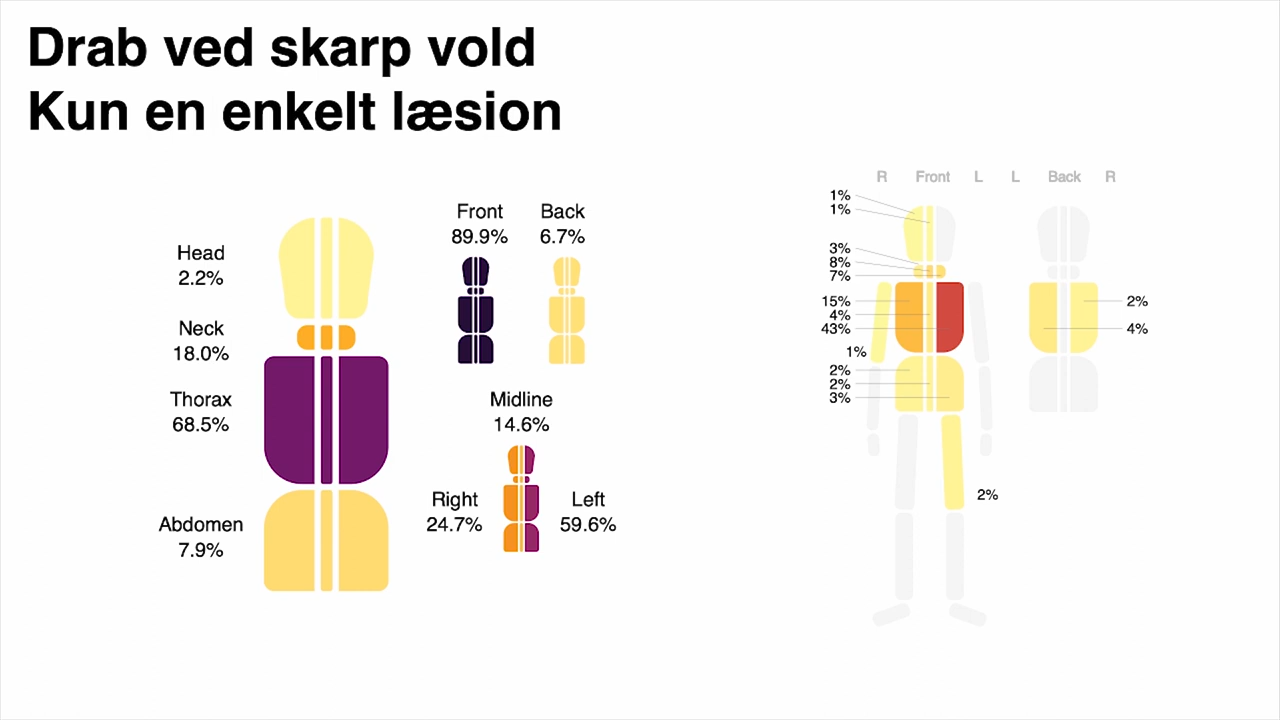 Drab ved skarp vold
Kun en enkelt læsion
Head
2.2%
Neck
18.0%
Thorax
68.5%
Abdomen
7.9%
Front Back
89.9% 6.7%
Midline
14.6%
Right Left
24.7% 59.6%
R Front L L Back R
1%
1%
3%
8%
7%
15% 2%
4%
43% 4%
1%
2%
2%
3%
2%